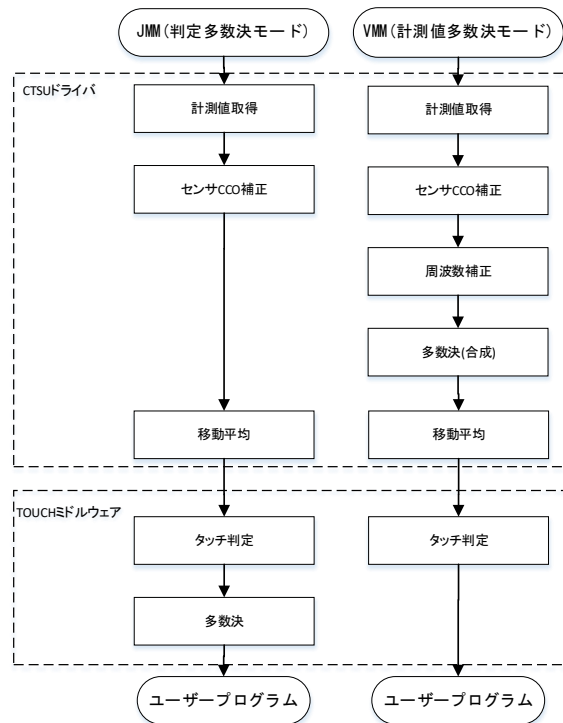 JMM(判定多数決モード)
VMM(計測値多数決モード)
CTSUドライバ
計測値取得
計測値取得
センサCCO補正
センサCCO補正
周波数補正
多数決(合成)
移動平均
移動平均
TOUCHミドルウェア
タッチ判定
タッチ判定
多数決
ユーザープログラム
ユーザープログラム